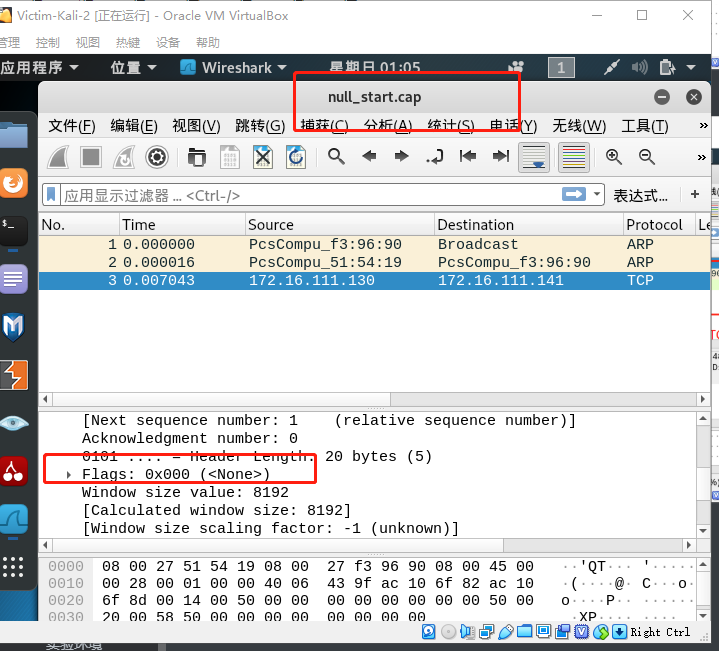 Victim-Kali-2 [正在运行] - Oracle VM VirtualBox
管理 控制 视图 热键 设备 帮助
应用程序 位置 Wireshark 星期日 01:05 1
null_start.cap
文件(F) 编辑(E) 视图(V) 跳转(G) 捕获(C) 分析(A) 统计(S) 电话(Y) 无线(W) 工具(T) »
»
应用显示过滤器 … <Ctrl-/> 表达式… +
No. Time Source Destination Protocol Le
1 0.000000 PcsCompu_f3:96:90 Broadcast ARP
2 0.000016 PcsCompu_51:54:19 PcsCompu_f3:96:90 ARP
3 0.007043 172.16.111.130 172.16.111.141 TCP
[Next sequence number: 1 (relative sequence number)]
Acknowledgment number: 0
0101 .... = Header Length: 20 bytes (5)
Flags: 0x000 (<None>)
Window size value: 8192
[Calculated window size: 8192]
[Window size scaling factor: -1 (unknown)]
0000 08 00 27 51 54 19 08 00 27 f3 96 90 08 00 45 00 ··'QT··· '·····E·
0010 00 28 00 01 00 00 40 06 43 9f ac 10 6f 82 ac 10 ·(····@· C···o···
0020 6f 8d 00 14 00 50 00 00 00 00 00 00 00 00 50 00 o····P·· ······P·
0030 20 00 58 50 00 00 00 00 00 00 00 00 ·XP····· ····
Right Ctrl
实验环境